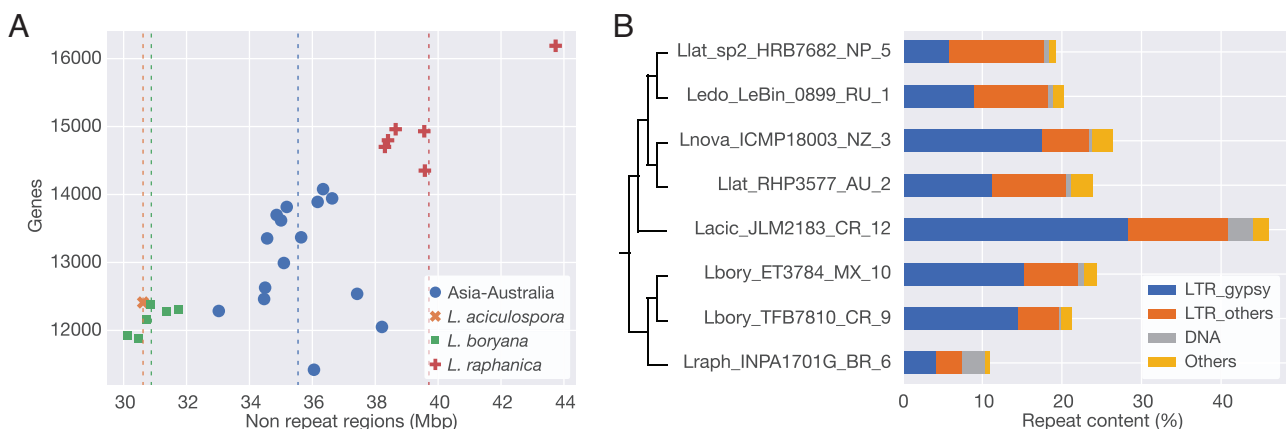 A
Genes
16000
15000
14000
13000
12000
30 32 34 36 38 40 42 44
Non repeat regions (Mbp)
Asia-Australia
L. aciculospora
L. boryana
L. raphanica
B
Llat_sp2_HRB7682_NP_5
Ledo_LeBin_0899_RU_1
Lnova_ICMP18003_NZ_3
Llat_RHP3577_AU_2
Lacic_JLM2183_CR_12
Lbory_ET3784_MX_10
Lbory_TFB7810_CR_9
Lraph_INPA1701G_BR_6
0 10 20 30 40
Repeat content (%)
LTR_gypsy
LTR_others
DNA
Others